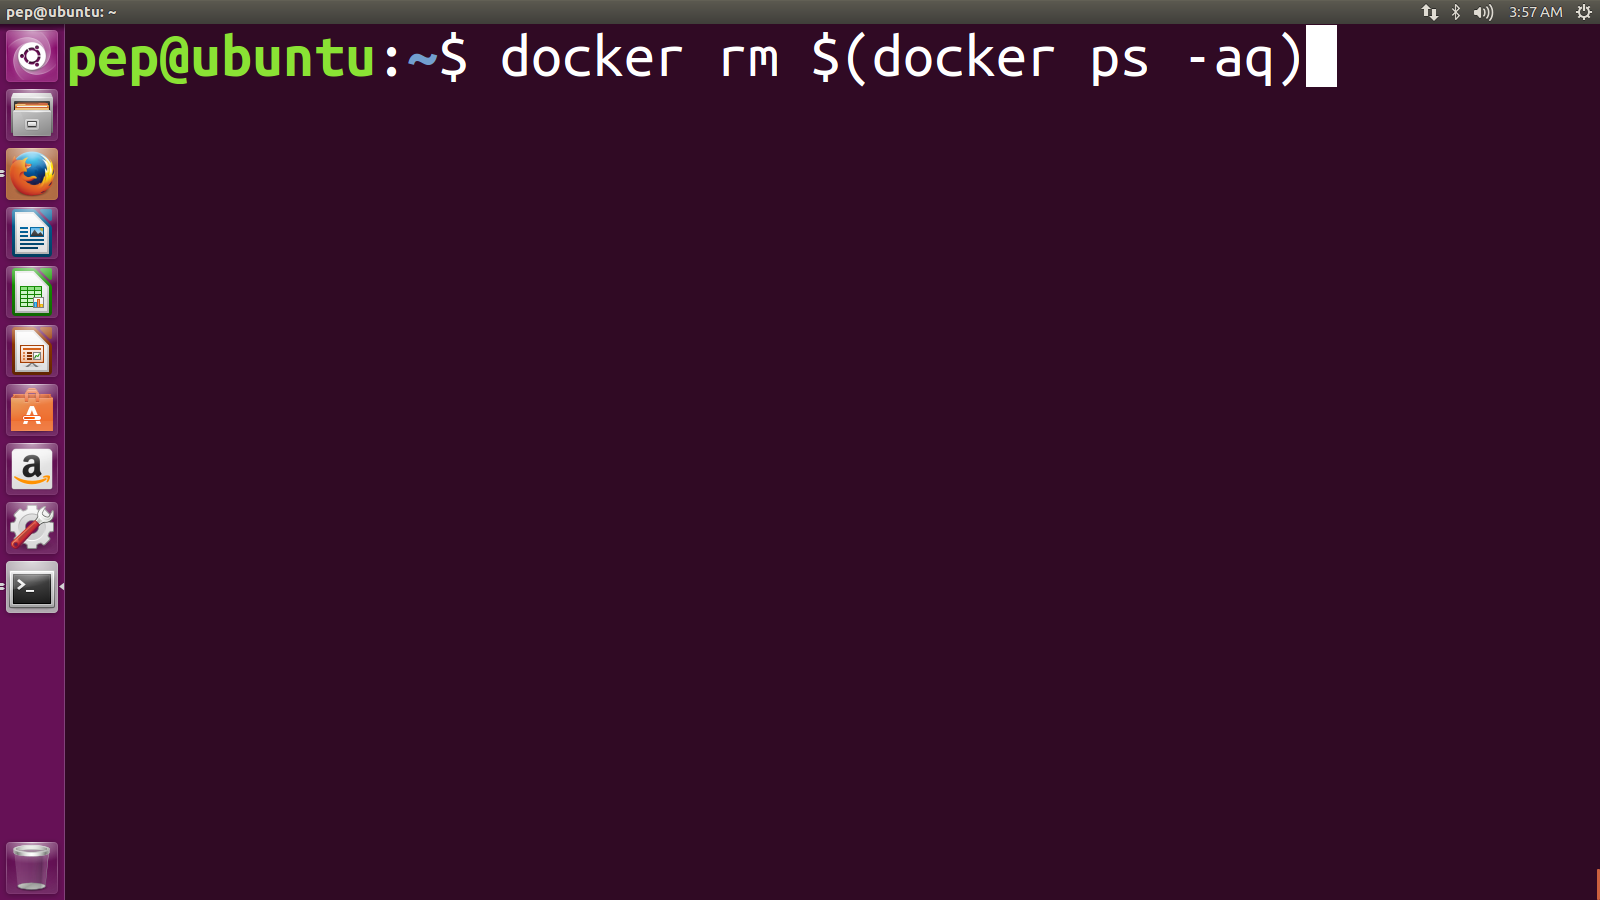 pep@ubuntu: ~
3:57 AM
pep@ubuntu:~$ docker rm $(docker ps -aq)